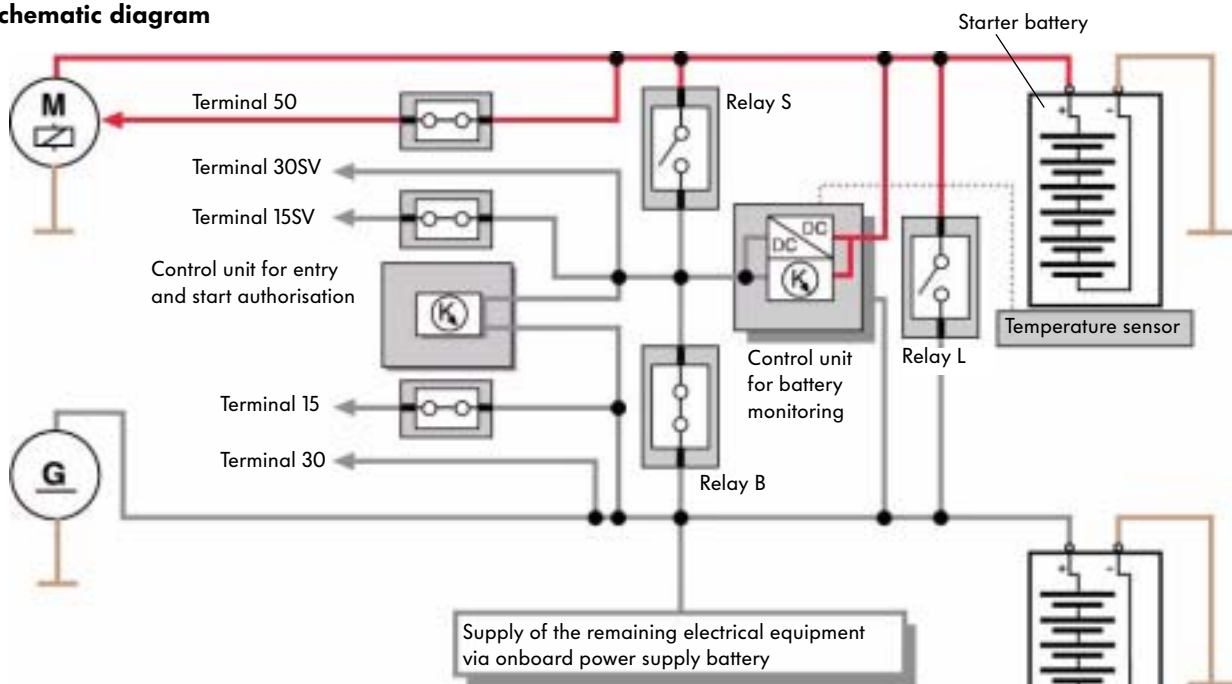 chematic diagram
Starter battery
M
Terminal 50
Relay S
Terminal 30SV
Terminal 15SV
DC
DC
K
+
-
Control unit for entry
and start authorisation
K
Temperature sensor
Control unit
for battery
monitoring
Relay L
Terminal 15
G
Terminal 30
Relay B
+
-
Supply of the remaining electrical equipment
via onboard power supply battery